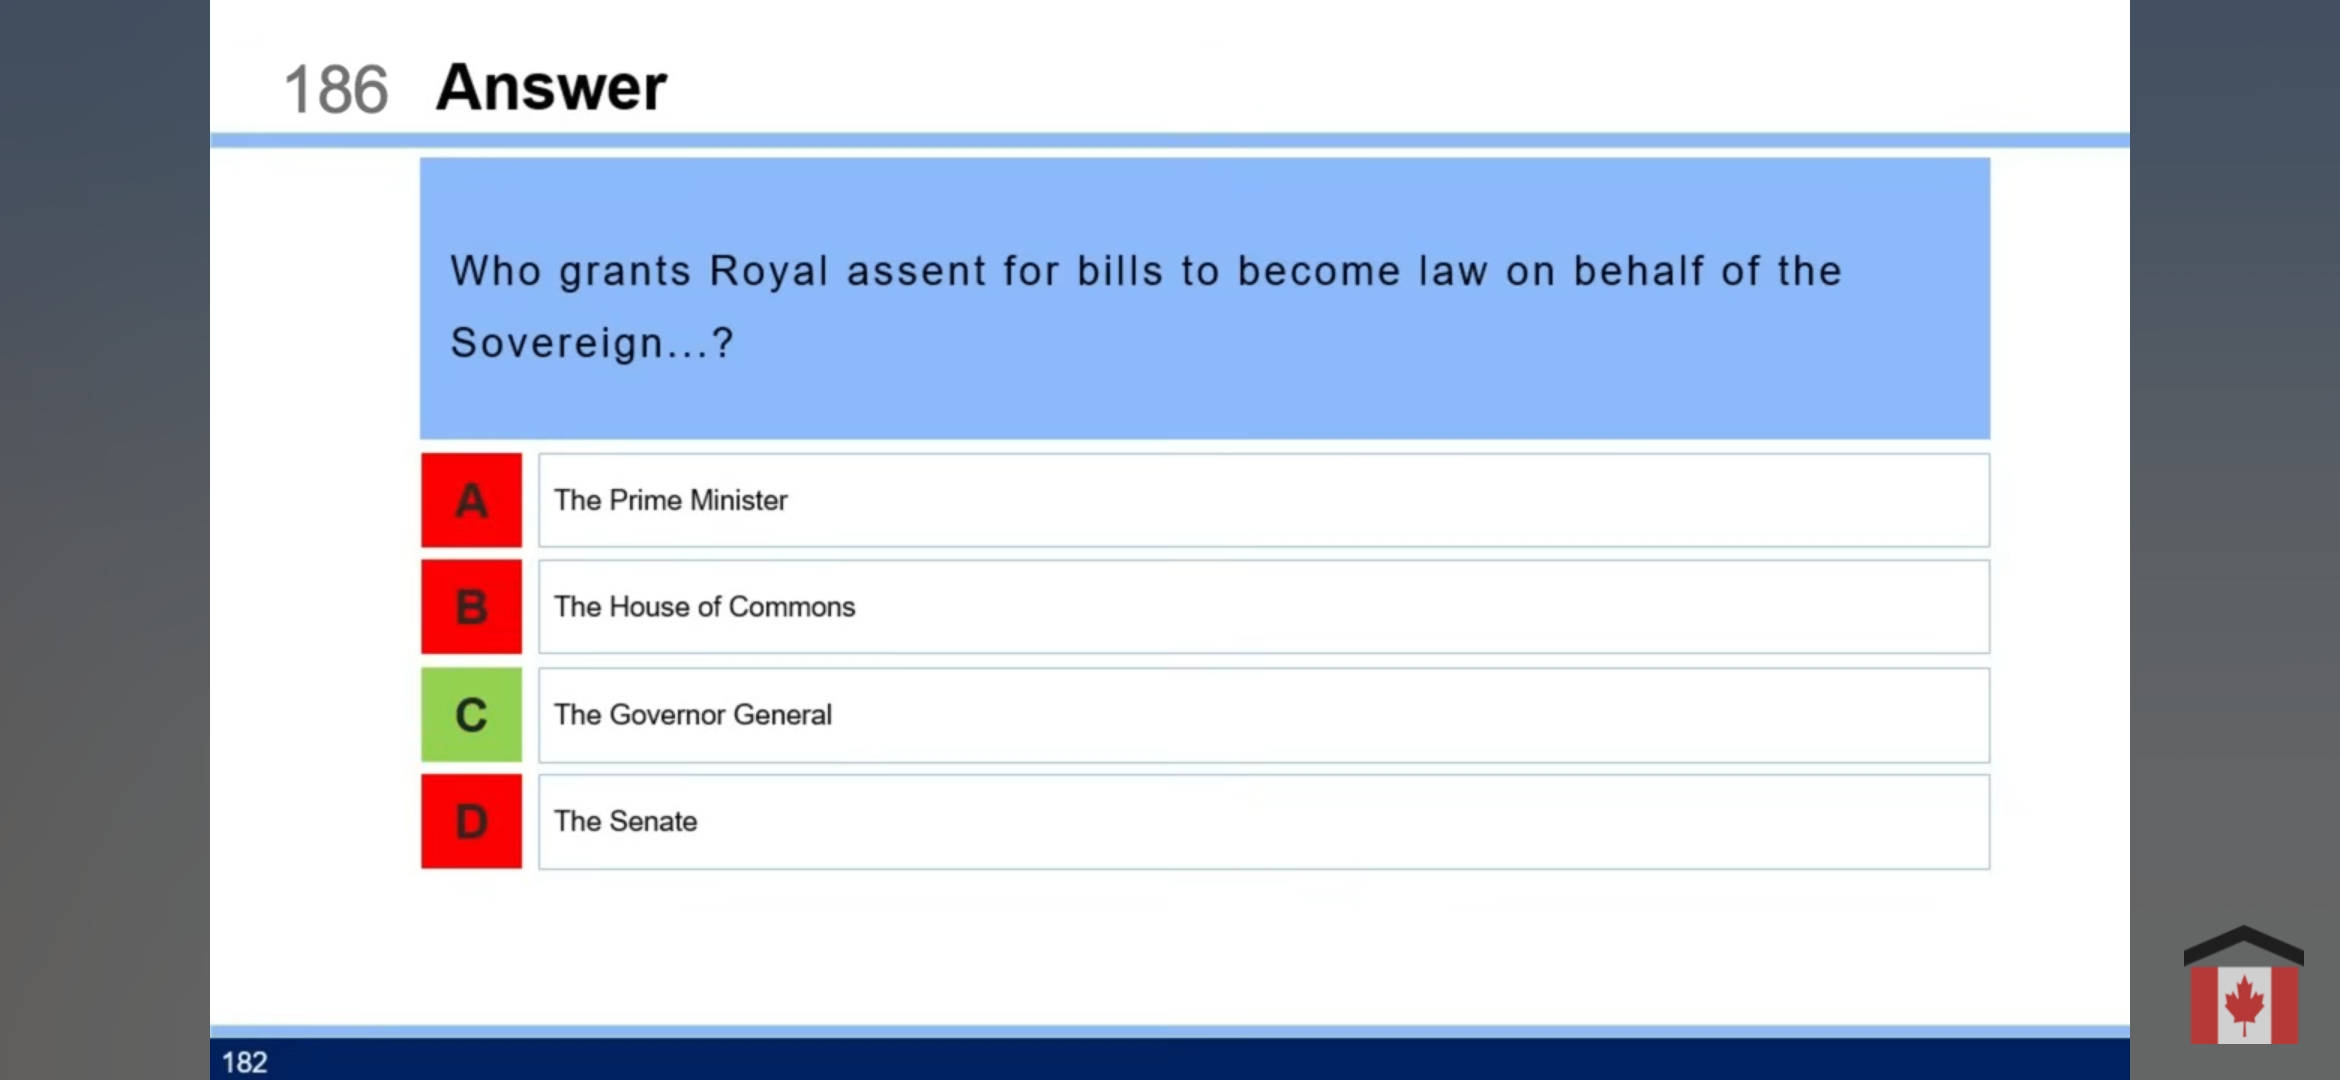 186 Answer
Who grants Royal assent for bills to become law on behalf of the
Sovereign...?
A The Prime Minister
B The House of Commons
C The Governor General
D The Senate
182